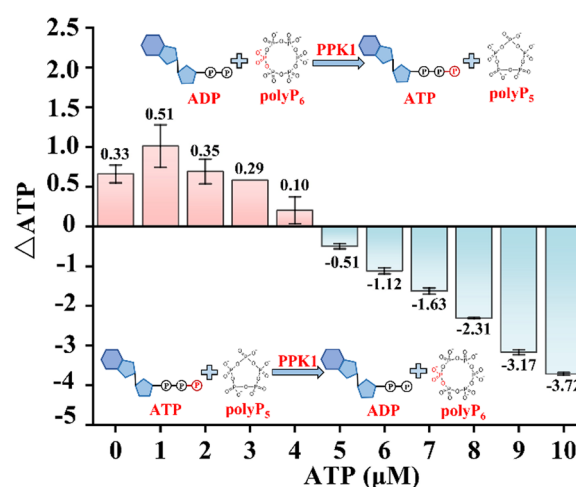 2.5
2.0
1.5
1.0
0.5
0
-1
-2
-3
-4
-5
△ATP
PPK1
ADP
polyP6
ATP
polyP5
0.33
0.51
0.35
0.29
0.10
-0.51
-1.12
-1.63
-2.31
-3.17
-3.72
PPK1
ATP
polyP5
ADP
polyP6
0 1 2 3 4 5 6 7 8 9 10
ATP (μM)